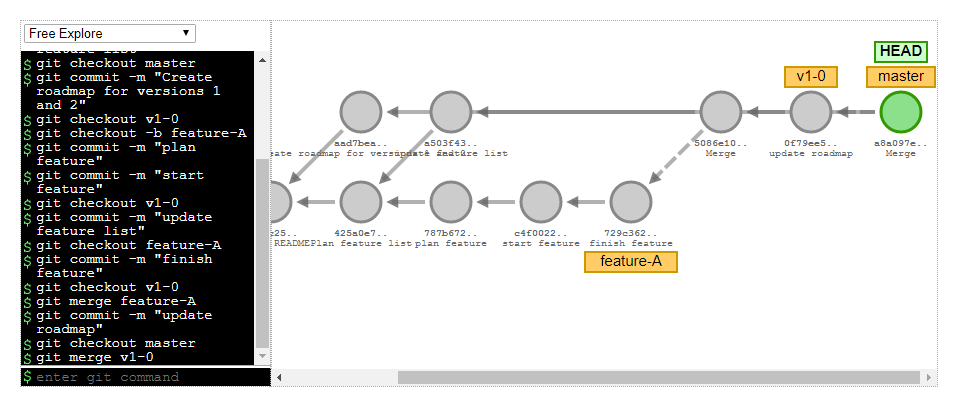 Free Explore
$ git checkout master
$ git commit -m "Create
roadmap for versions 1
and 2"
$ git checkout v1-0
$ git checkout -b feature-A
$ git commit -m "plan
feature"
$ git commit -m "start
feature"
$ git checkout v1-0
$ git commit -m "update
feature list"
$ git checkout feature-A
$ git commit -m "finish
feature"
$ git checkout v1-0
$ git merge feature-A
$ git commit -m "update
roadmap"
$ git checkout master
$ git merge v1-0
$ enter git command
HEAD
v1-0 master
aad7bea.. a503f43.. 5086e10.. 0f79ee5.. a8a097e..
roadmap for feature list Merge update roadmap Merge
425a0e7.. 787b672.. c4f0022.. 729c362..
README plan feature list plan feature start feature finish feature
feature-A